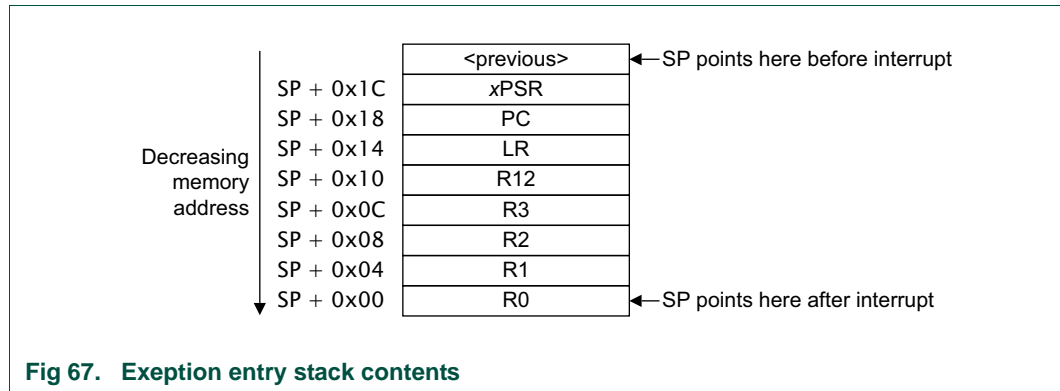 <previous>
SP points here before interrupt
SP + 0x1C
xPSR
SP + 0x18
PC
SP + 0x14
LR
SP + 0x10
R12
SP + 0x0C
R3
SP + 0x08
R2
SP + 0x04
R1
SP + 0x00
R0
SP points here after interrupt
Decreasing
memory
address
Fig 67. Exeption entry stack contents